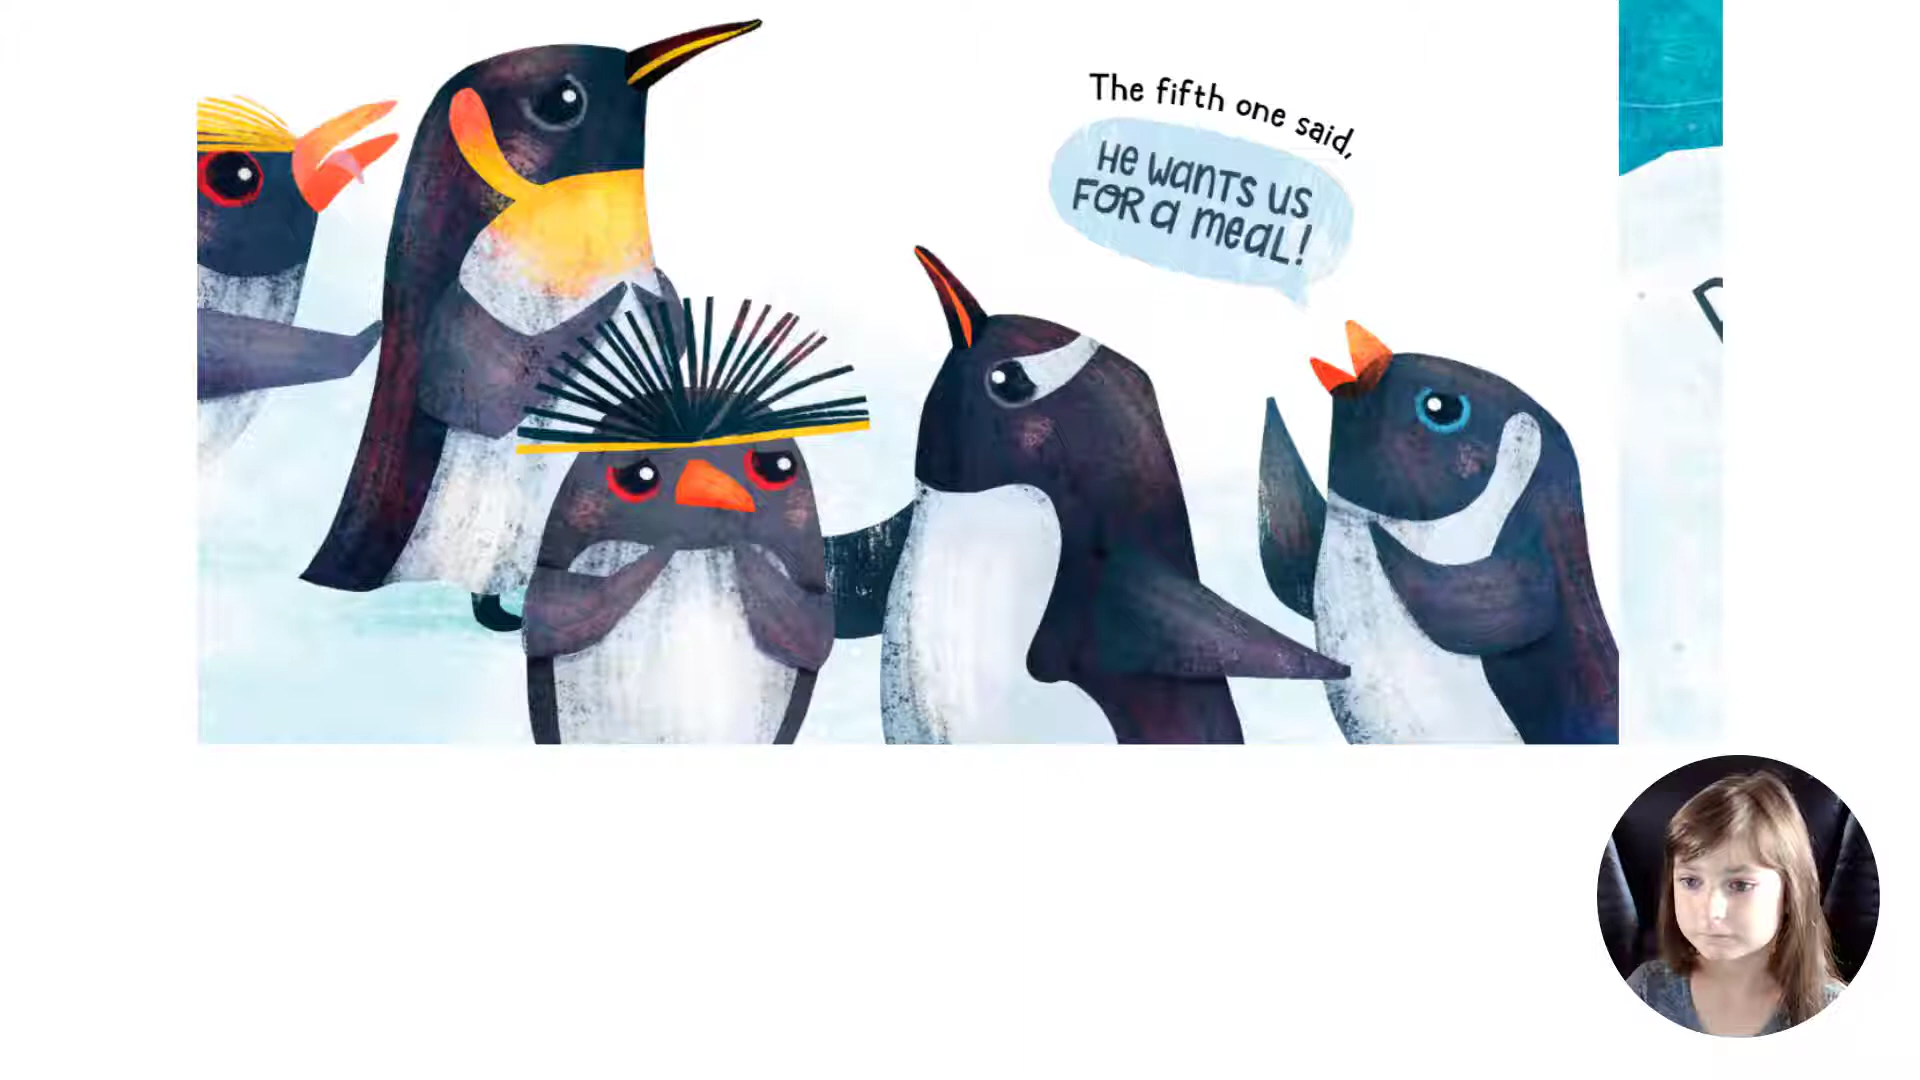 The fifth one said,
He wants us
for a meal!